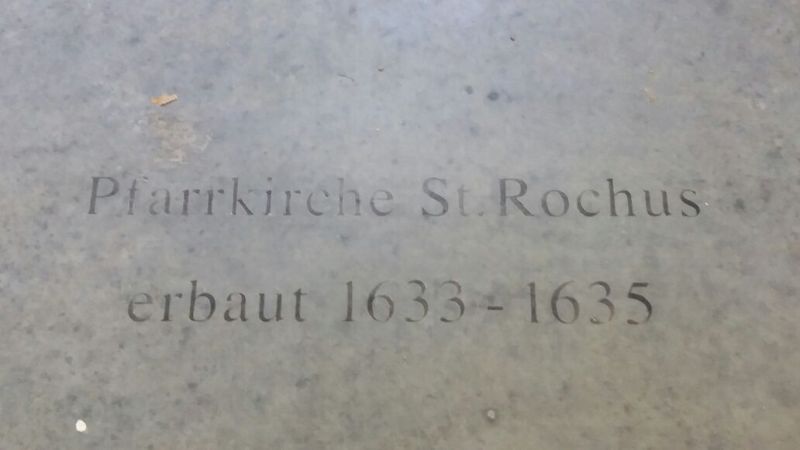 Pfarrkirche St. Rochus
erbaut 1633 - 1635